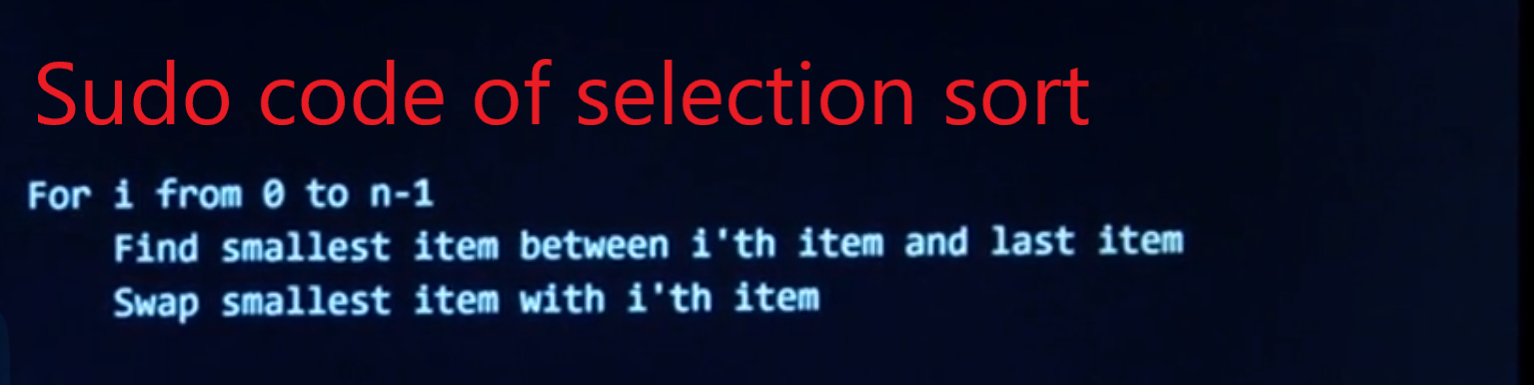 Sudo code of selection sort
For i from 0 to n-1
Find smallest item between i'th item and last item
Swap smallest item with i'th item